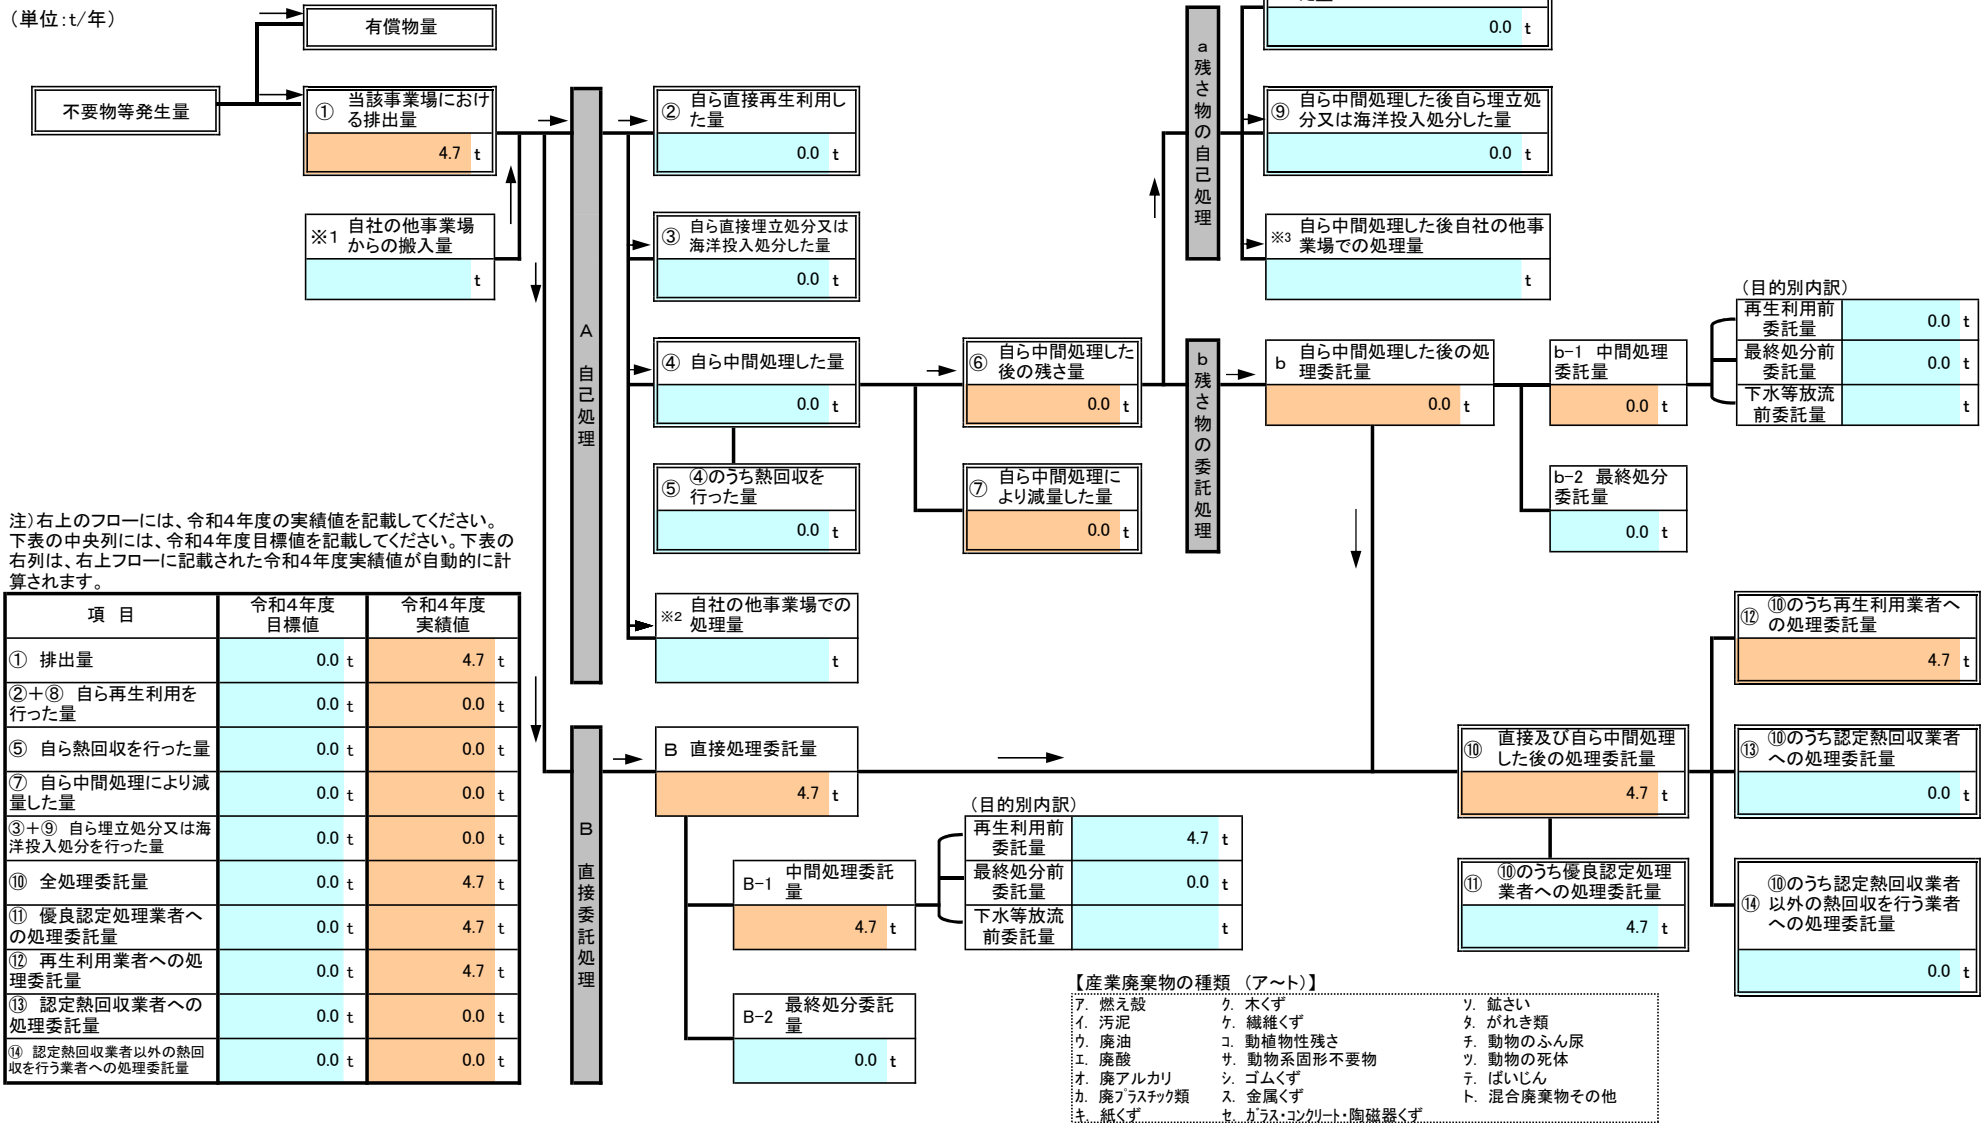 （単位:t/年）
有償物量
不要物等発生量
① 当該事業場におけ
る排出量
4.7 t
※1 自社の他事業場
からの搬入量
t
A 自己処理
② 自ら直接再生利用し
た量
0.0 t
③ 自ら直接埋立処分又は
海洋投入処分した量
0.0 t
④ 自ら中間処理した量
0.0 t
⑤ ④のうち熱回収を
行った量
0.0 t
※2 自社の他事業場での
処理量
t
⑥ 自ら中間処理した
後の残さ量
0.0 t
⑦ 自ら中間処理に
より減量した量
0.0 t
a残さ物の自己処理
0.0 t
⑨ 自ら中間処理した後自ら埋立処
分又は海洋投入処分した量
0.0 t
※3 自ら中間処理した後自社の他事
業場での処理量
t
b残さ物の委託処理
b 自ら中間処理した後の処
理委託量
0.0 t
b-1 中間処理
委託量
0.0 t
b-2 最終処分
委託量
0.0 t
（目的別内訳）
再生利用前
委託量 0.0 t
最終処分前
委託量 0.0 t
下水等放流
前委託量 t
注）右上のフローには、令和4年度の実績値を記載してください。
下表の中央列には、令和4年度目標値を記載してください。下表の
右列は、右上フローに記載された令和4年度実績値が自動的に計
算されます。
項 目 令和4年度
目標値 令和4年度
実績値
① 排出量 0.0 t 4.7 t
②+⑧ 自ら再生利用を
行った量 0.0 t 0.0 t
⑤ 自ら熱回収を行った量 0.0 t 0.0 t
⑦ 自ら中間処理により減
量した量 0.0 t 0.0 t
③+⑨ 自ら埋立処分又は海
洋投入処分を行った量 0.0 t 0.0 t
⑩ 全処理委託量 0.0 t 4.7 t
⑪ 優良認定処理業者へ
の処理委託量 0.0 t 4.7 t
⑫ 再生利用業者への処
理委託量 0.0 t 4.7 t
⑬ 認定熱回収業者への
処理委託量 0.0 t 0.0 t
⑭ 認定熱回収業者以外の熱回
収を行う業者への処理委託量 0.0 t 0.0 t
B 直接委託処理
B 直接処理委託量
4.7 t
B-1 中間処理委託
量
4.7 t
B-2 最終処分委託
量
0.0 t
（目的別内訳）
再生利用前
委託量 4.7 t
最終処分前
委託量 0.0 t
下水等放流
前委託量 t
⑩ 直接及び自ら中間処理
した後の処理委託量
4.7 t
⑪ ⑩のうち優良認定処理
業者への処理委託量
4.7 t
⑫ ⑩のうち再生利用業者へ
の処理委託量
4.7 t
⑬ ⑩のうち認定熱回収業者
への処理委託量
0.0 t
⑭ ⑩のうち認定熱回収業者
以外の熱回収を行う業者
への処理委託量
0.0 t
【産業廃棄物の種類 （ア～ト）】
ア. 燃え殻 ク. 木くず ソ. 鉱さい
イ. 汚泥 ケ. 繊維くず タ. がれき類
ウ. 廃油 コ. 動植物性残さ チ. 動物のふん尿
エ. 廃酸 サ. 動物系固形不要物 ツ. 動物の死体
オ. 廃アルカリ シ. ゴムくず テ. ばいじん
カ. 廃プラスチック類 ス. 金属くず ト. 混合廃棄物その他
キ. 紙くず セ. ガラス・コンクリート・陶磁器くず